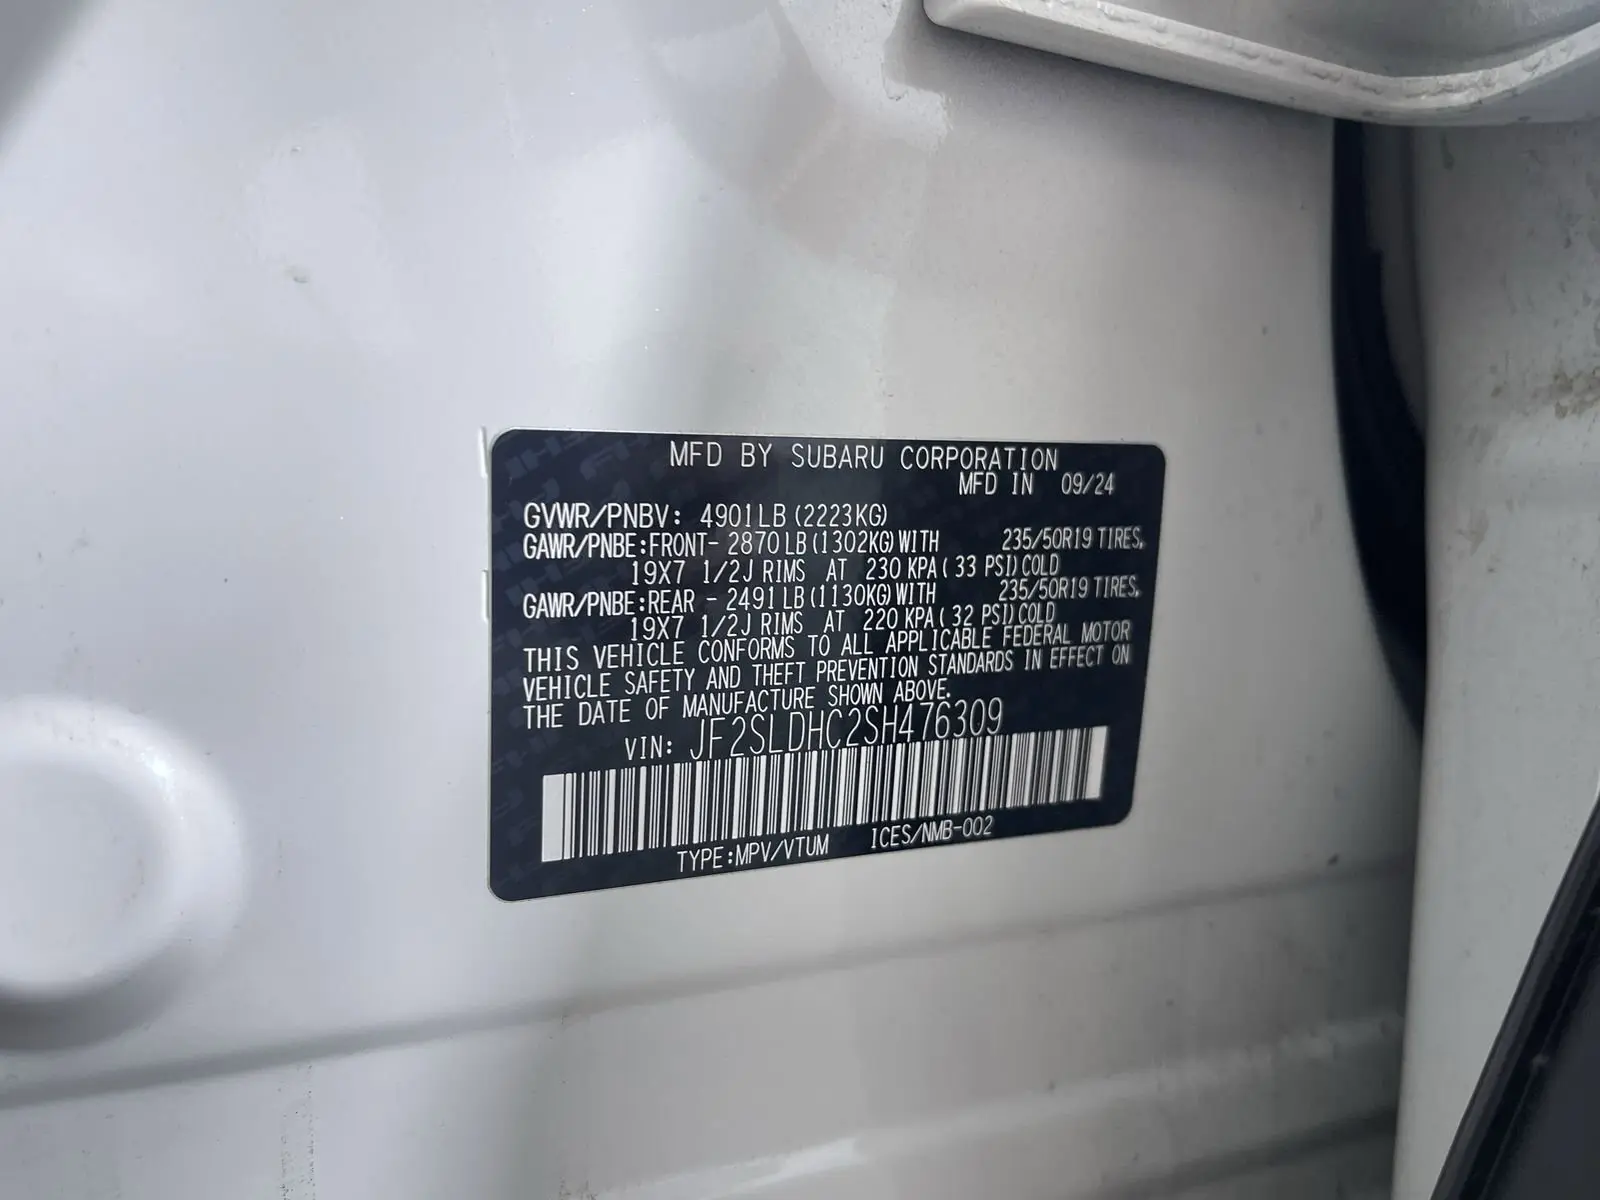 MFD BY SUBARU CORPORATION
MFD IN 09/24
GVWR/PNBV: 4901LB (2223KG)
GAWR/PNBE:FRONT- 2870LB (1302KG) WITH 235/50R19 TIRES,
19X7 1/2J RIMS AT 230 KPA ( 33 PSI) COLD
GAWR/PNBE:REAR - 2491LB (1130KG) WITH 235/50R19 TIRES,
19X7 1/2J RIMS AT 220 KPA ( 32 PSI) COLD
THIS VEHICLE CONFORMS TO ALL APPLICABLE FEDERAL MOTOR
VEHICLE SAFETY AND THEFT PREVENTION STANDARDS IN EFFECT ON
THE DATE OF MANUFACTURE SHOWN ABOVE.
VIN: JF2SLDHC2SH476309
TYPE:MPV/VTUM ICES/NMB-002